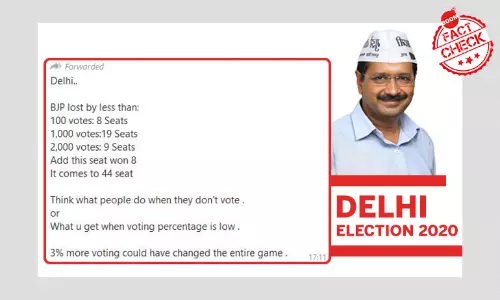 Forwarded
Delhi..
BJP lost by less than:
100 votes: 8 Seats
1,000 votes:19 Seats
2,000 votes: 9 Seats
Add this seat won 8
It comes to 44 seat
Think what people do when they don't vote .
or
What u get when voting percentage is low .
3% more voting could have changed the entire game .
17:11
FACT
CHECK
DELHI
ELECTION 2020